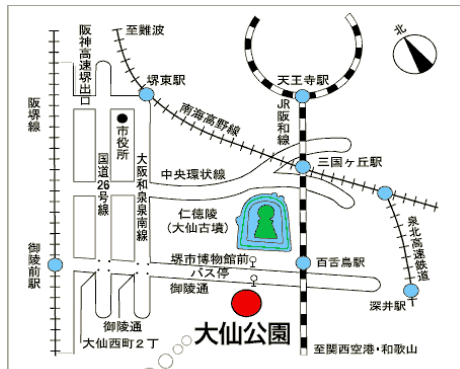 至難波
北
阪神高速堺出口
堺東駅
天王寺駅
JR阪和線
南海高野線
阪堺線
市役所
国道26号線
大阪和泉泉南線
三国ヶ丘駅
中央環状線
仁徳陵
(大仙古墳)
泉北高速鉄道
御陵前駅
堺市博物館前
バス停
百舌鳥駅
御陵通
深井駅
御陵通
大仙西町2丁
大仙公園
至関西空港・和歌山